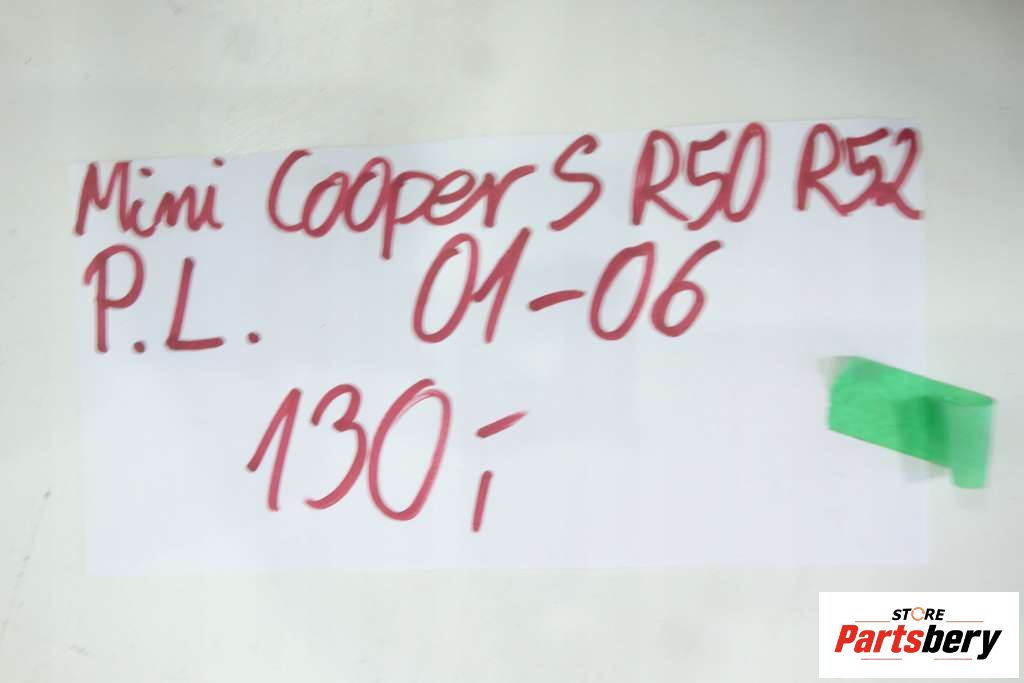 Mini Cooper S R50 R52
P.L. 01-06
130,-
STORE
Partsbery